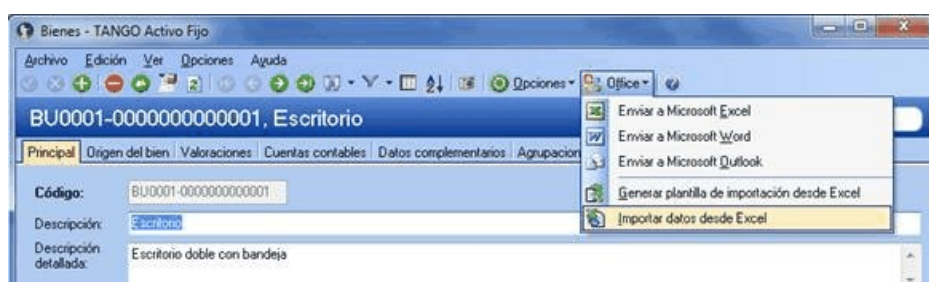 Bienes - TANGO Activo Fijo
Archivo Edición Ver Opciones Ayuda
Opciones Office
BU0001-0000000000001, Escritorio
Enviar a Microsoft Excel
Enviar a Microsoft Word
Enviar a Microsoft Outlook
Generar plantilla de importación desde Excel
Importar datos desde Excel
Principal Origen del bien Valoraciones Cuentas contables Datos complementarios Agrupacion
Código: BU0001-0000000000001
Descripción: Escritorio
Descripción detallada: Escritorio doble con bandeja